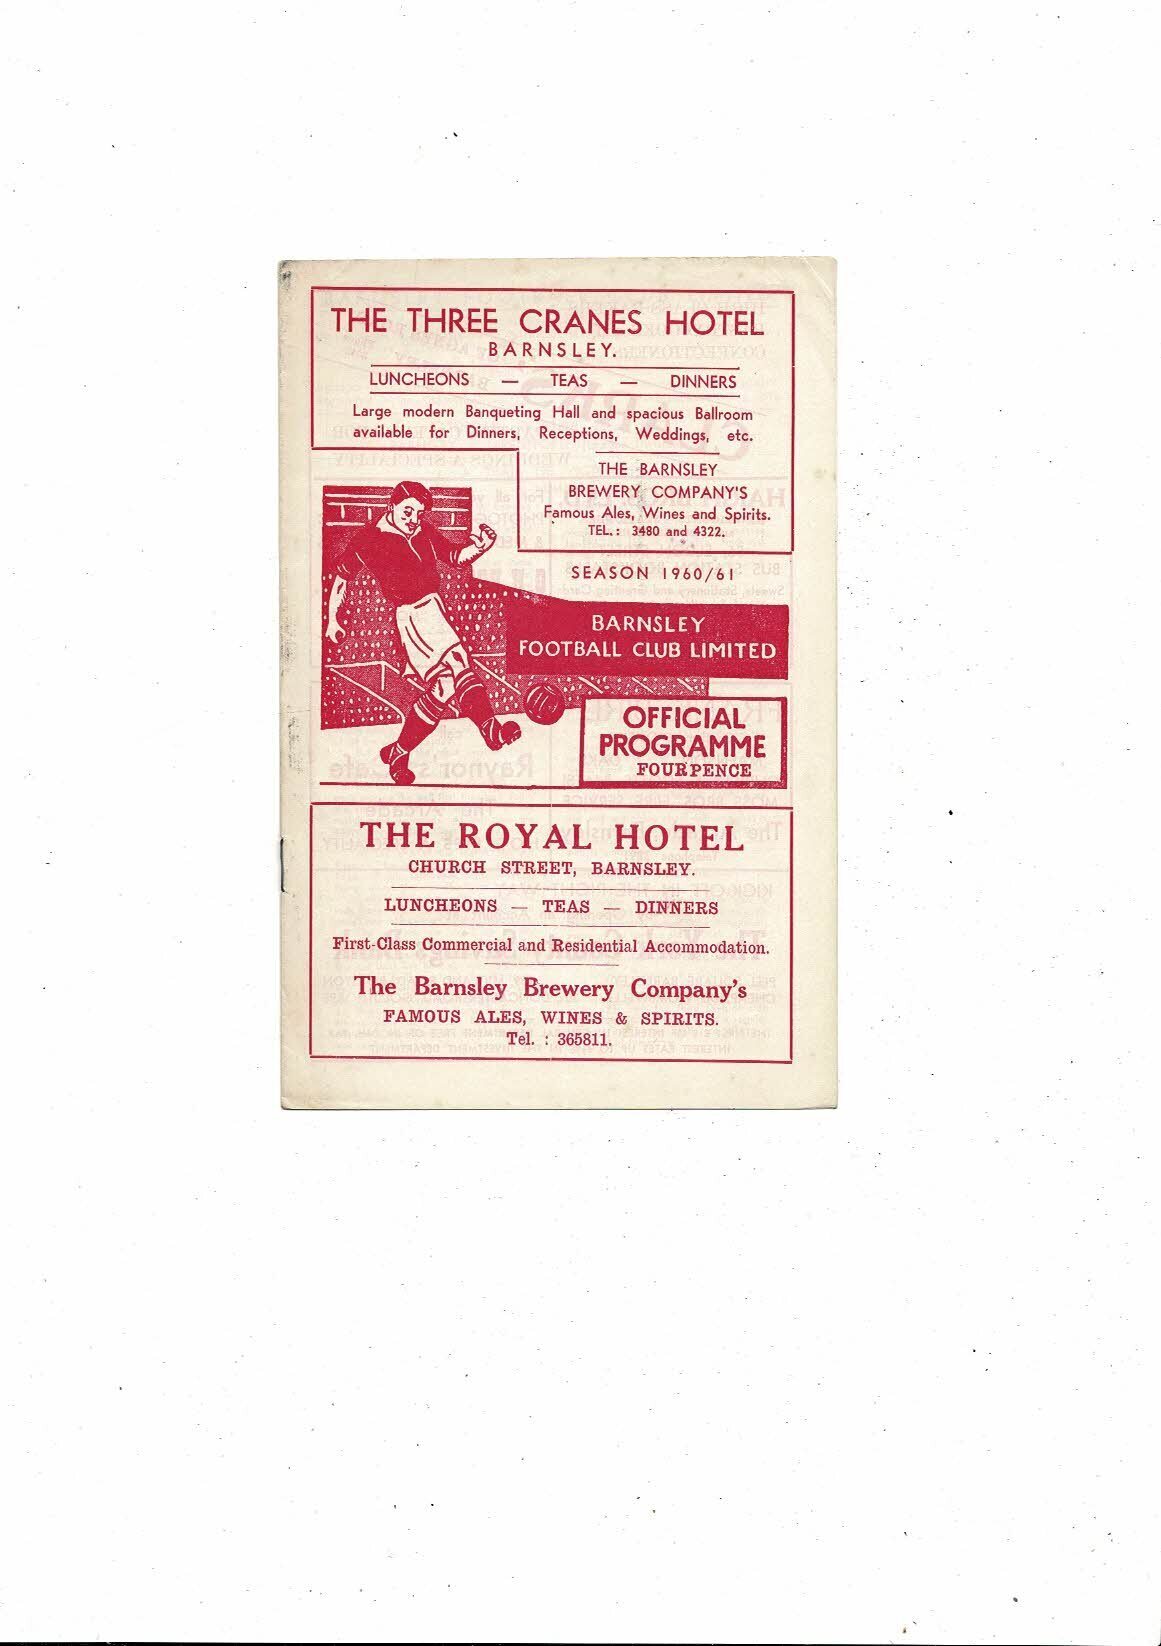 THE THREE CRANES HOTEL
BARNSLEY.
LUNCHEONS — TEAS — DINNERS
Large modern Banqueting Hall and spacious Ballroom
available for Dinners, Receptions, Weddings, etc.
THE BARNSLEY
BREWERY COMPANY'S
Famous Ales, Wines and Spirits.
TEL.: 3480 and 4322.
SEASON 1960/61
BARNSLEY
FOOTBALL CLUB LIMITED
OFFICIAL
PROGRAMME
FOURPENCE
THE ROYAL HOTEL
CHURCH STREET, BARNSLEY.
LUNCHEONS — TEAS — DINNERS
First-Class Commercial and Residential Accommodation.
The Barnsley Brewery Company's
FAMOUS ALES, WINES & SPIRITS.
Tel. : 365811.